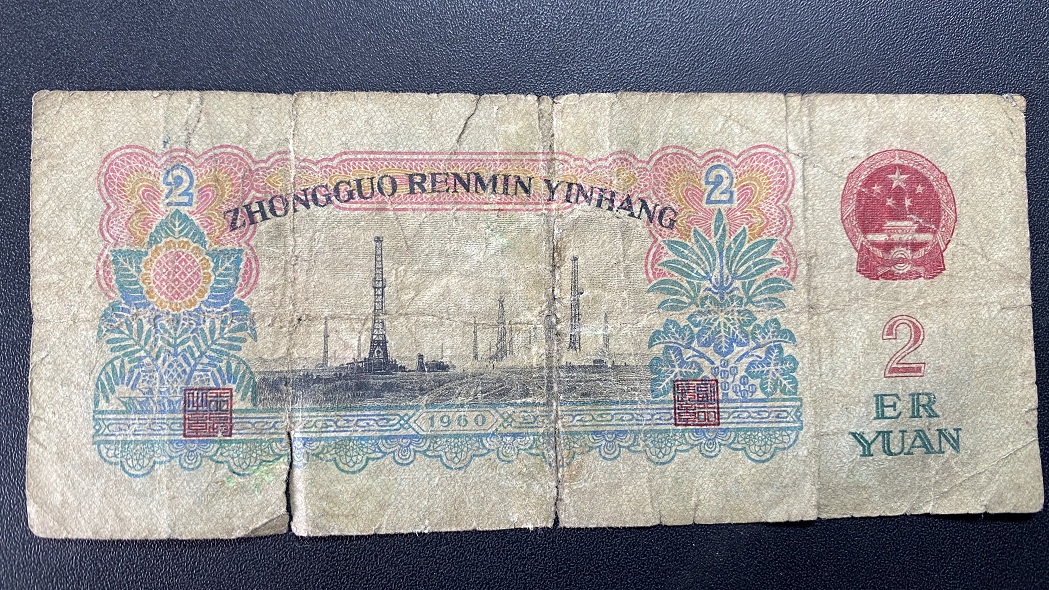 2 2
ZHONGGUO RENMIN YINHANG
2
ER
YUAN
1960